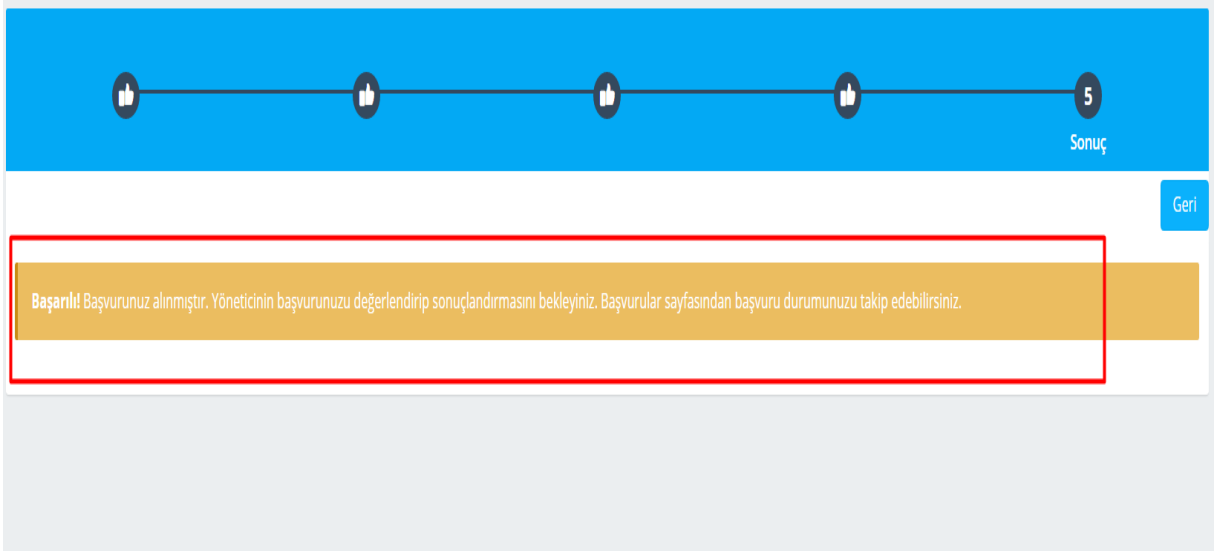 5
Sonuç
Geri
Başarılı! Başvurunuz alınmıştır. Yöneticinin başvurunuzu değerlendirip sonuçlandırmasını bekleyiniz. Başvurular sayfasından başvuru durumunuzu takip edebilirsiniz.